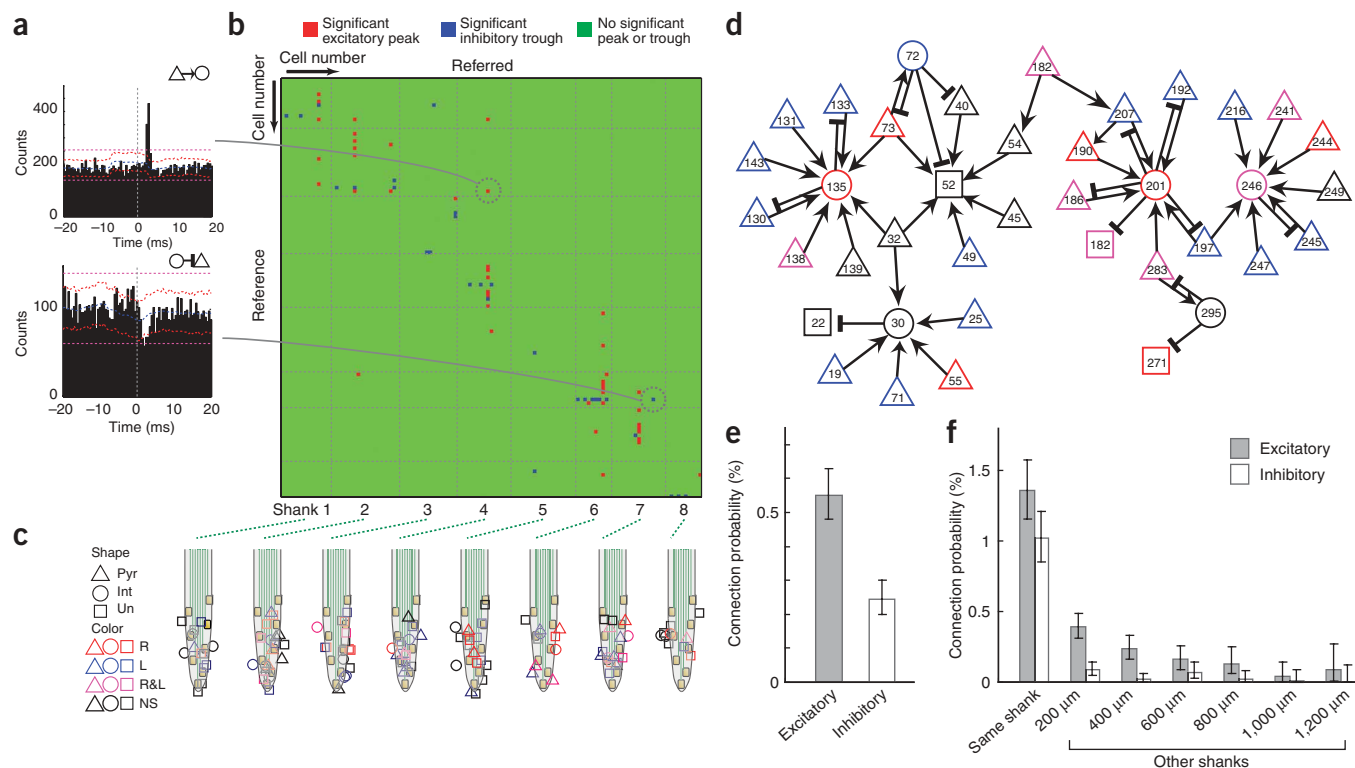 a
400
200
0
Counts
−20
−10
0
10
20
Time (ms)
100
0
Counts
−20
−10
0
10
20
Time (ms)
b
Significant excitatory peak
Significant inhibitory trough
No significant peak or trough
Cell number
Referred
Cell number
Reference
Shank 1 2 3 4 5 6 7 8
c
Shape
Pyr
Int
Un
Color
R
L
R&L
NS
d
72
182
133
40
192
131
73
207
216
241
54
190
244
143
135
52
201
246
249
186
130
45
32
182
197
245
138
139
49
283
247
22
30
25
295
19
71
55
271
e
Connection probability (%)
0.5
0
Excitatory
Inhibitory
f
Excitatory
Inhibitory
Connection probability (%)
1.5
1
0.5
0
Same shank
200 μm
400 μm
600 μm
800 μm
1,000 μm
1,200 μm
Other shanks